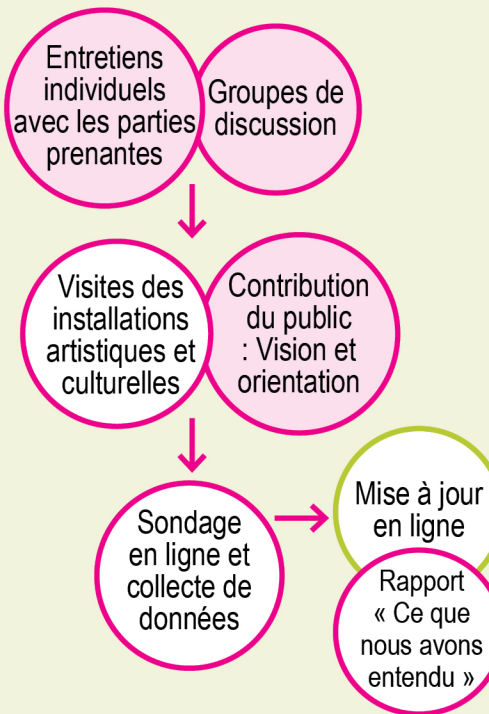 Entretiens
individuels
avec les parties
prenantes
Groupes de
discussion
Visites des
installations
artistiques et
culturelles
Contribution
du public
: Vision et
orientation
Sondage
en ligne et
collecte de
données
Mise à jour
en ligne
Rapport
« Ce que
nous avons
entendu »